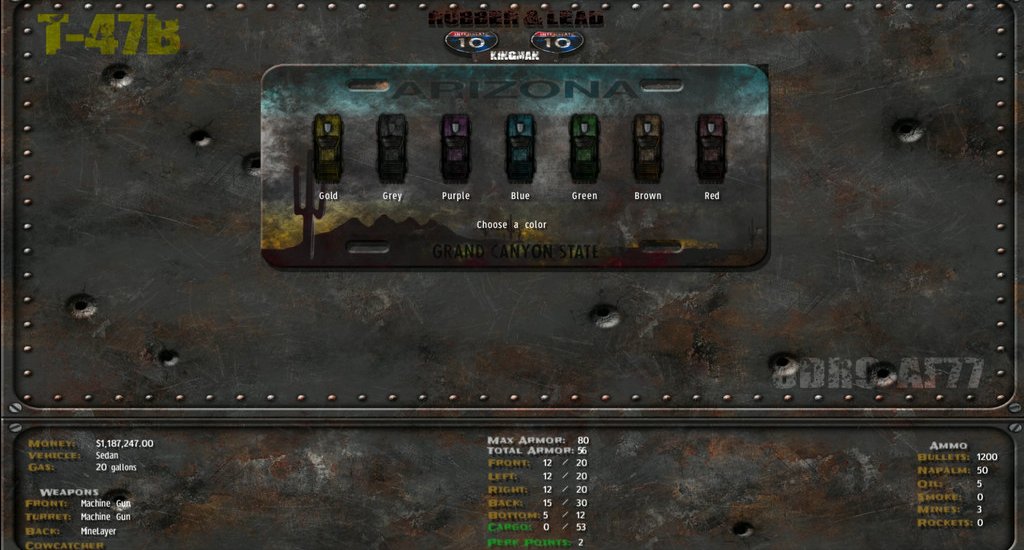 T-47B
RUBBER & LEAD
INTERSTATE 10 INTERSTATE 10
KINGMAN
ARIZONA
Gold Grey Purple Blue Green Brown Red
Choose a color
GRAND CANYON STATE
MONEY: $1,187,247.00
VEHICLE: Sedan
GAS: 20 gallons
WEAPONS
FRONT: Machine Gun
TURRET: Machine Gun
BACK: MineLayer
COWCATCHER
MAX ARMOR: 80
TOTAL ARMOR: 56
FRONT: 12 / 20
LEFT: 12 / 20
RIGHT: 12 / 20
BACK: 15 / 30
BOTTOM: 5 / 12
CARGO: 0 / 53
PERK POINTS: 2
AMMO
BULLETS: 1200
NAPALM: 50
OIL: 5
SMOKE: 0
MINES: 3
ROCKETS: 0